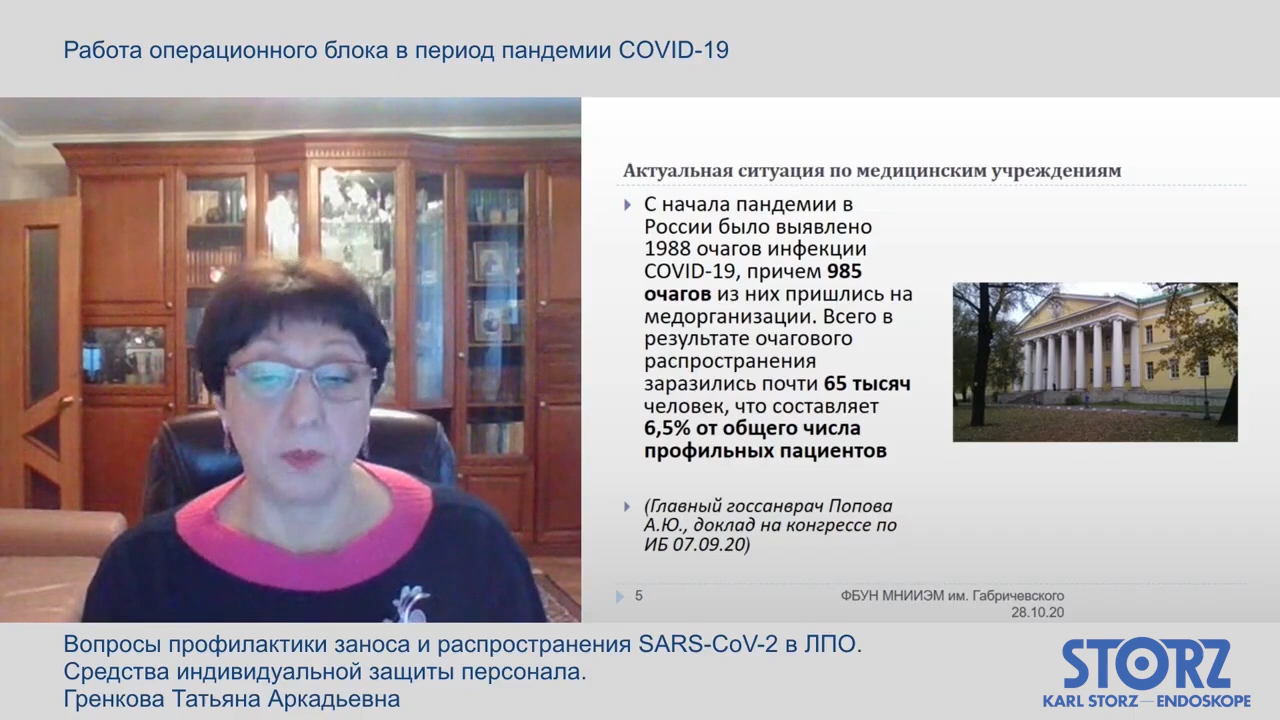 Работа операционного блока в период пандемии COVID-19
Актуальная ситуация по медицинским учреждениям
С начала пандемии в
России было выявлено
1988 очагов инфекции
COVID-19, причем 985
очагов из них пришлись на
медорганизации. Всего в
результате очагового
распространения
заразились почти 65 тысяч
человек, что составляет
6,5% от общего числа
профильных пациентов
(Главный госсанврач Попова
А.Ю., доклад на конгрессе по
ИБ 07.09.20)
5
ФБУН МНИИЭМ им. Габричевского
28.10.20
Вопросы профилактики заноса и распространения SARS-CoV-2 в ЛПО.
Средства индивидуальной защиты персонала.
Гренкова Татьяна Аркадьевна
STORZ
KARL STORZ—ENDOSKOPE